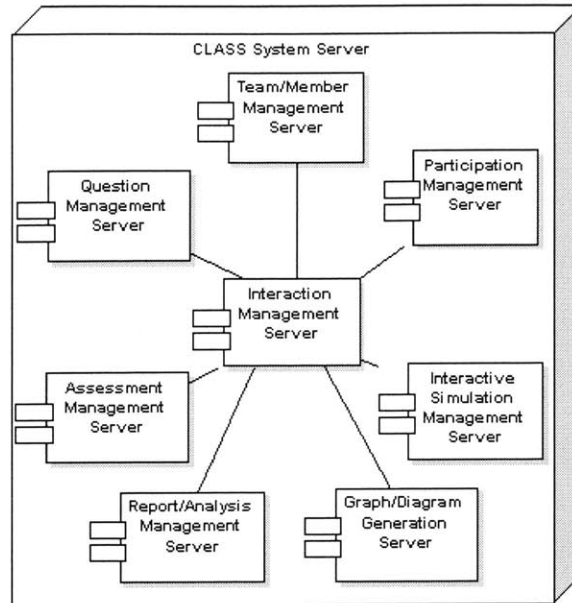 CLASS System Server
Team/Member
Management
Server
Question
Management
Server
Participation
Management
Server
Interaction
Management
Server
Assessment
Management
Server
Interactive
Simulation
Management
Server
Report/Analysis
Management
Server
Graph/Diagram
Generation
Server